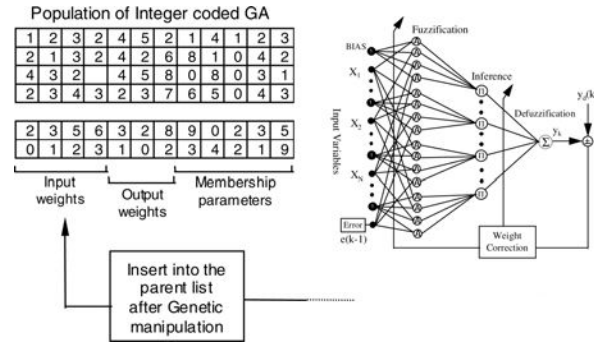 Population of Integer coded GA
1 2 3 2 4 5 2 1 4 1 2 3
2 1 3 2 4 2 6 8 1 0 4 2
4 3 2 4 5 8 0 8 0 3 1
2 3 4 3 2 3 7 6 5 0 4 3
2 3 5 6 3 2 8 9 0 2 3 5
0 1 2 3 1 0 2 3 4 2 1 9
Input
weights
Output
weights
Membership
parameters
Insert into the
parent list
after Genetic
manipulation
Fuzzification
BIAS
X1
X2
XN
Input Variables
Error
e(k-1)
Inference
Π
Π
Π
Π
Defuzzification
Σ
yk
yd(k
Weight
Correction